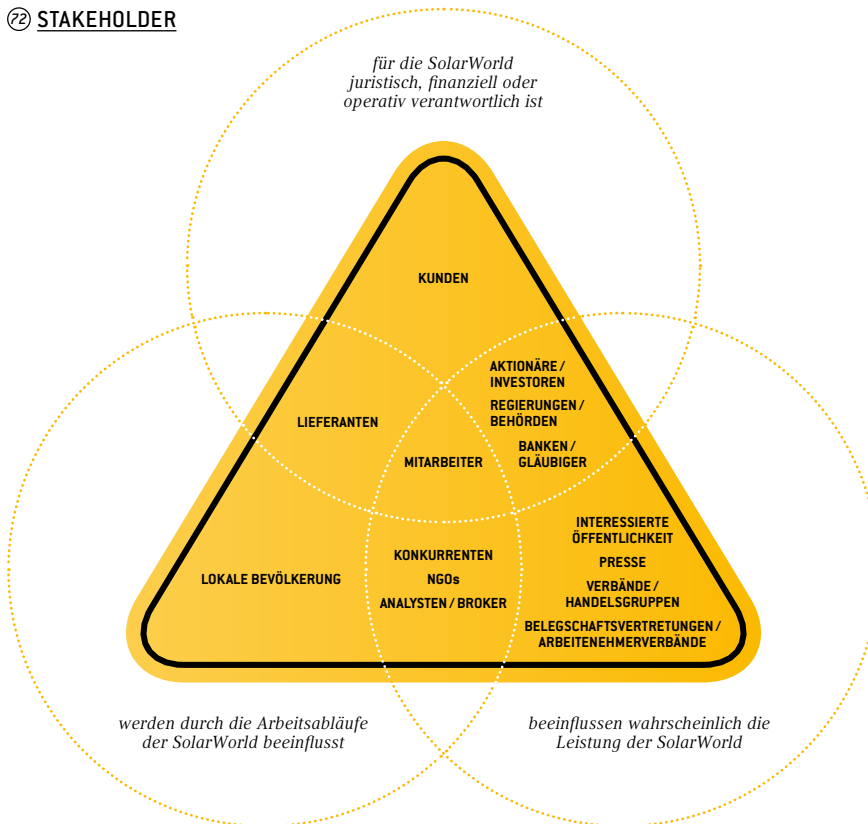 72 STAKEHOLDER
für die SolarWorld
juristisch, finanziell oder
operativ verantwortlich ist
KUNDEN
AKTIONÄRE /
INVESTOREN
REGIERUNGEN /
BEHÖRDEN
BANKEN /
GLÄUBIGER
LIEFERANTEN
MITARBEITER
INTERESSIERTE
ÖFFENTLICHKEIT
PRESSE
VERBÄNDE /
HANDELSGRUPPEN
BELEGSCHAFTSVERTRETUNGEN /
ARBEITENEHMERVERBÄNDE
KONKURRENTEN
NGOs
ANALYSTEN / BROKER
LOKALE BEVÖLKERUNG
werden durch die Arbeitsabläufe
der SolarWorld beeinflusst
beeinflussen wahrscheinlich die
Leistung der SolarWorld